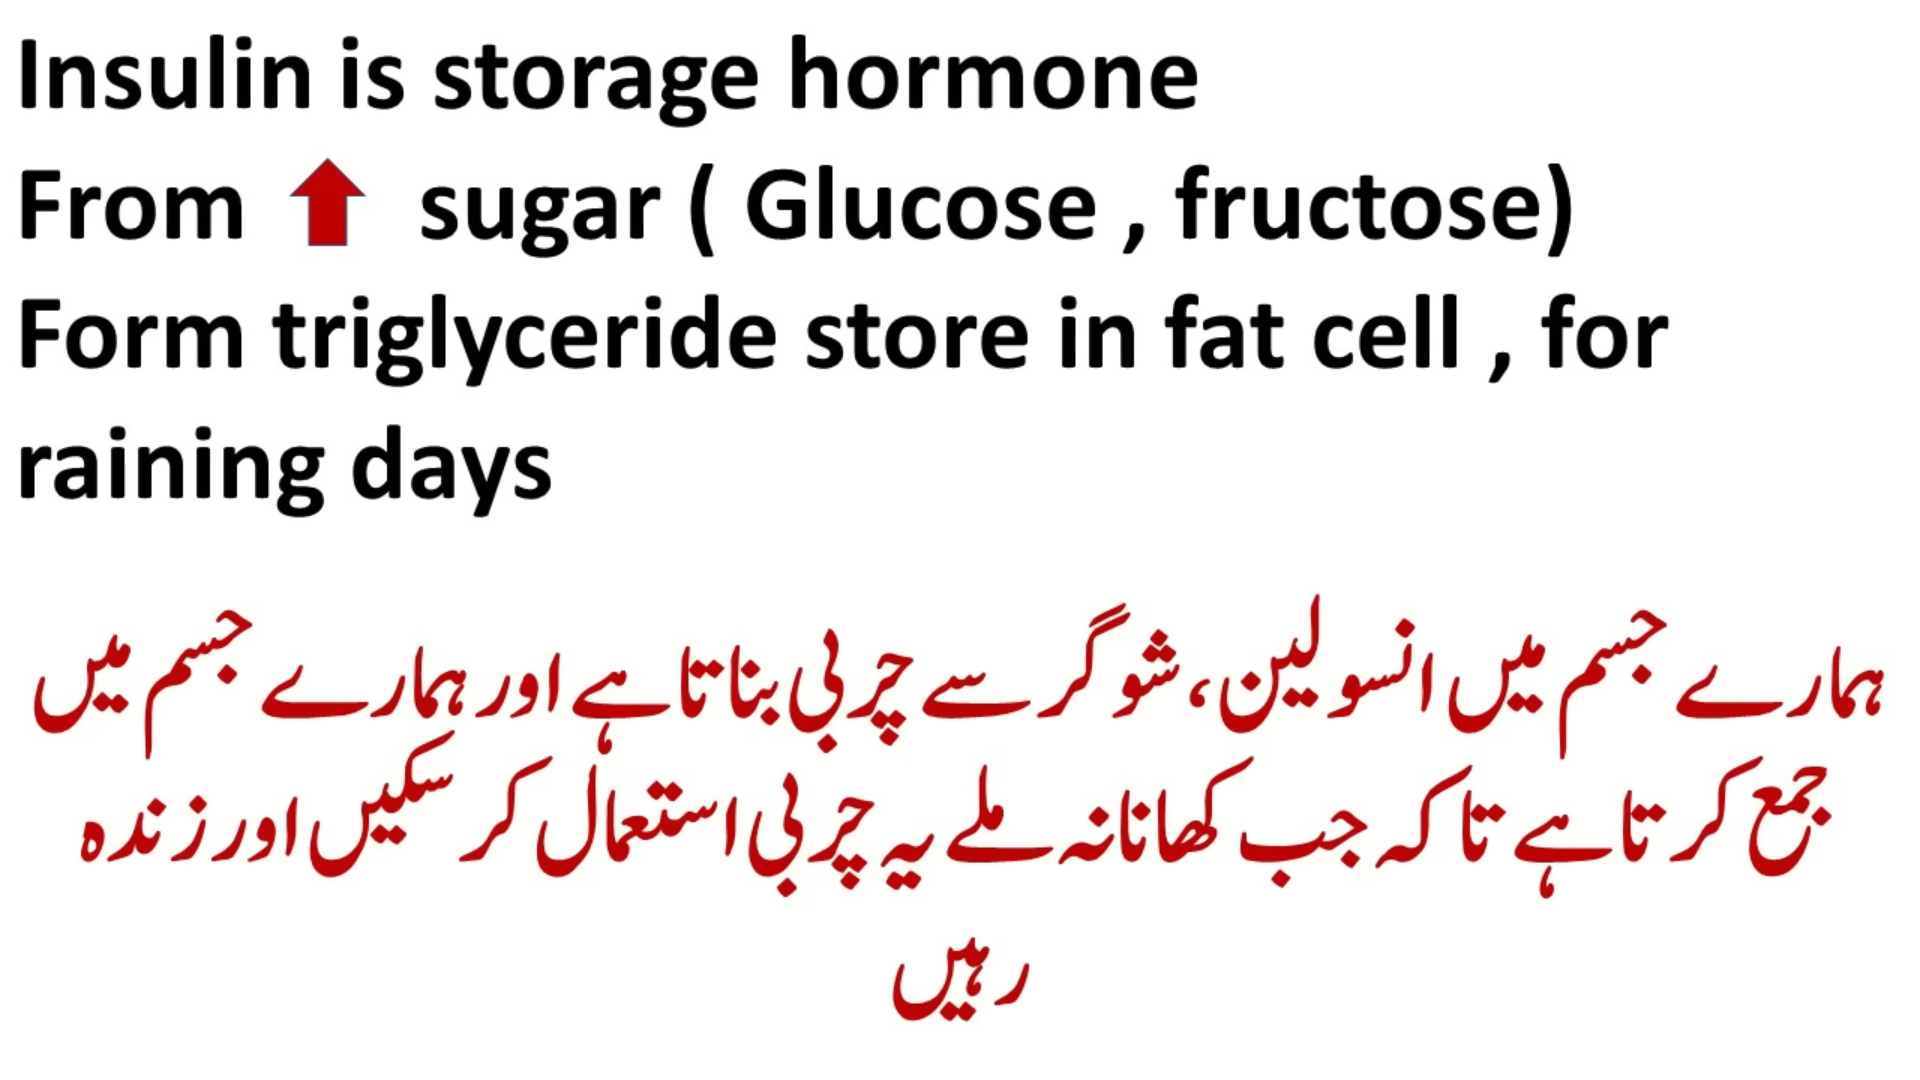 Insulin is storage hormone
From sugar ( Glucose , fructose)
Form triglyceride store in fat cell , for
raining days
ہمارے جسم میں انسولین، شوگر سے چربی بناتا ہے اور ہمارے جسم میں
جمع کرتا ہے تاکہ جب کھانا نہ ملے یہ چربی استعمال کر سکیں اور زندہ
رہیں